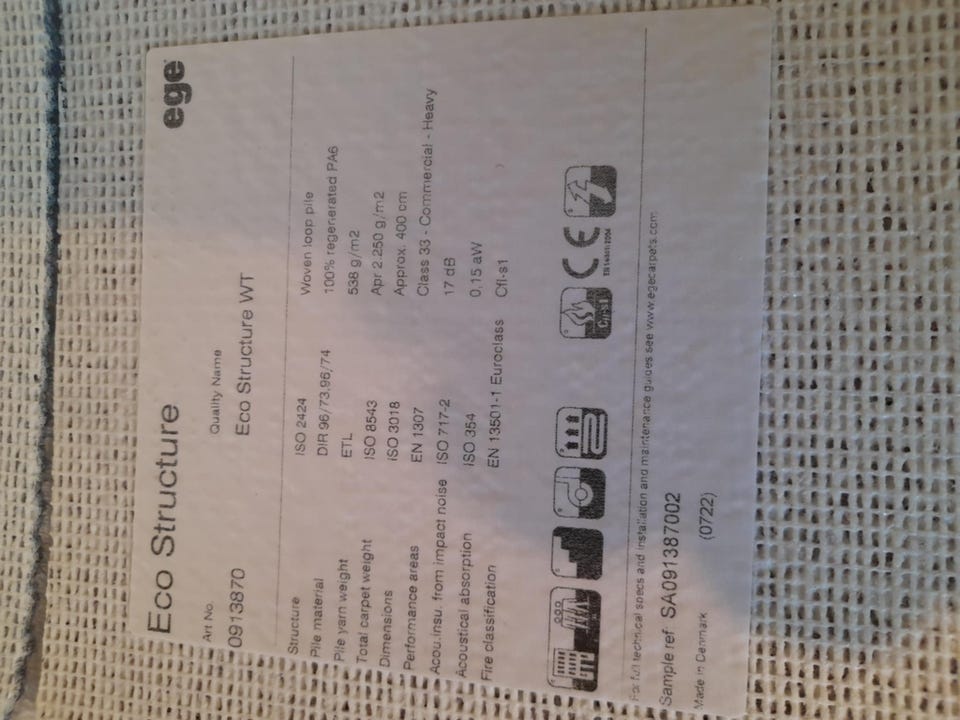 Eco Structure
ege
Art No.
Quality Name
0913870
Eco Structure WT
Structure ISO 2424 Woven loop pile
Pile material DIR 96/73,96/74 100% regenerated PA6
Pile yarn weight ETL 538 g/m2
Total carpet weight ISO 8543 Apr 2.250 g/m2
Dimensions ISO 3018 Approx. 400 cm
Performance areas EN 1307 Class 33 - Commercial - Heavy
Acou.insu. from impact noise ISO 717-2 17 dB
Acoustical absorption ISO 354 0,15 aW
Fire classification EN 13501-1 Euroclass Cfl-s1
Cfl-s1
CE
EN 14041:2004
For full technical specs and installation and maintenance guides see www.egecarpets.com
Sample ref SA091387002
Made in Denmark (0722)